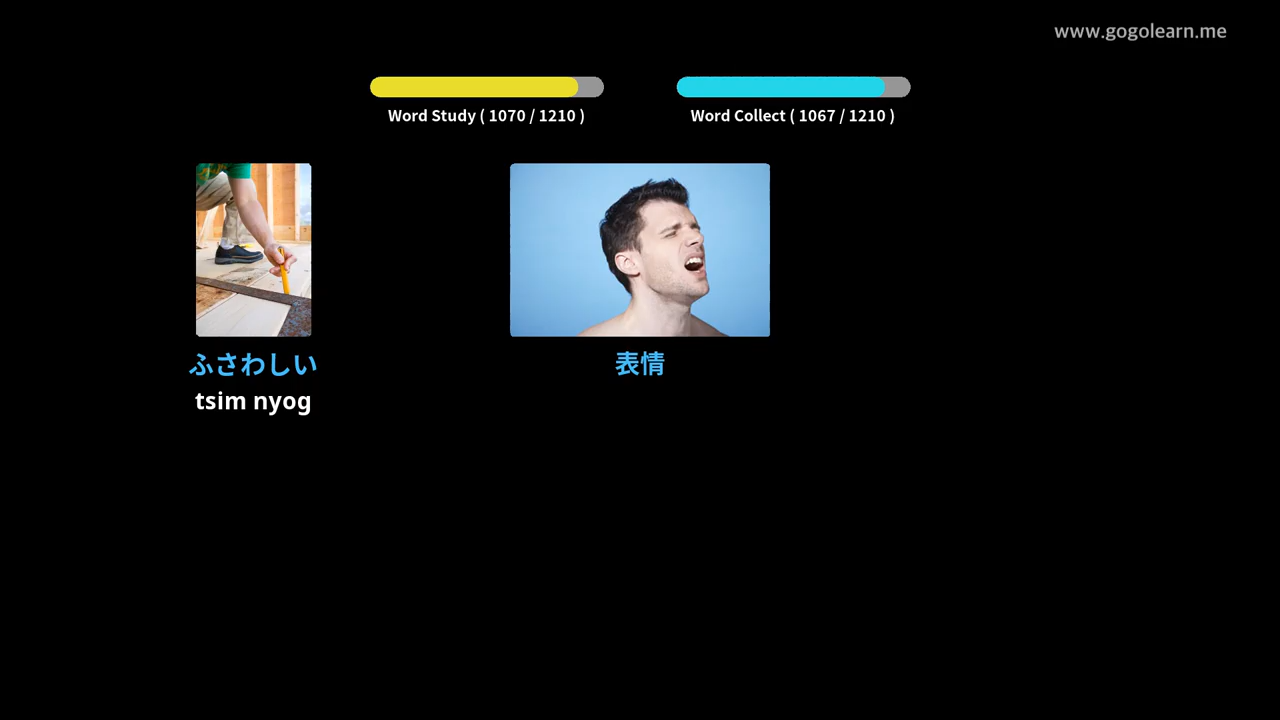 www.gogolearn.me
Word Study ( 1070 / 1210 )
Word Collect ( 1067 / 1210 )
ふさわしい
tsim nyog
表情